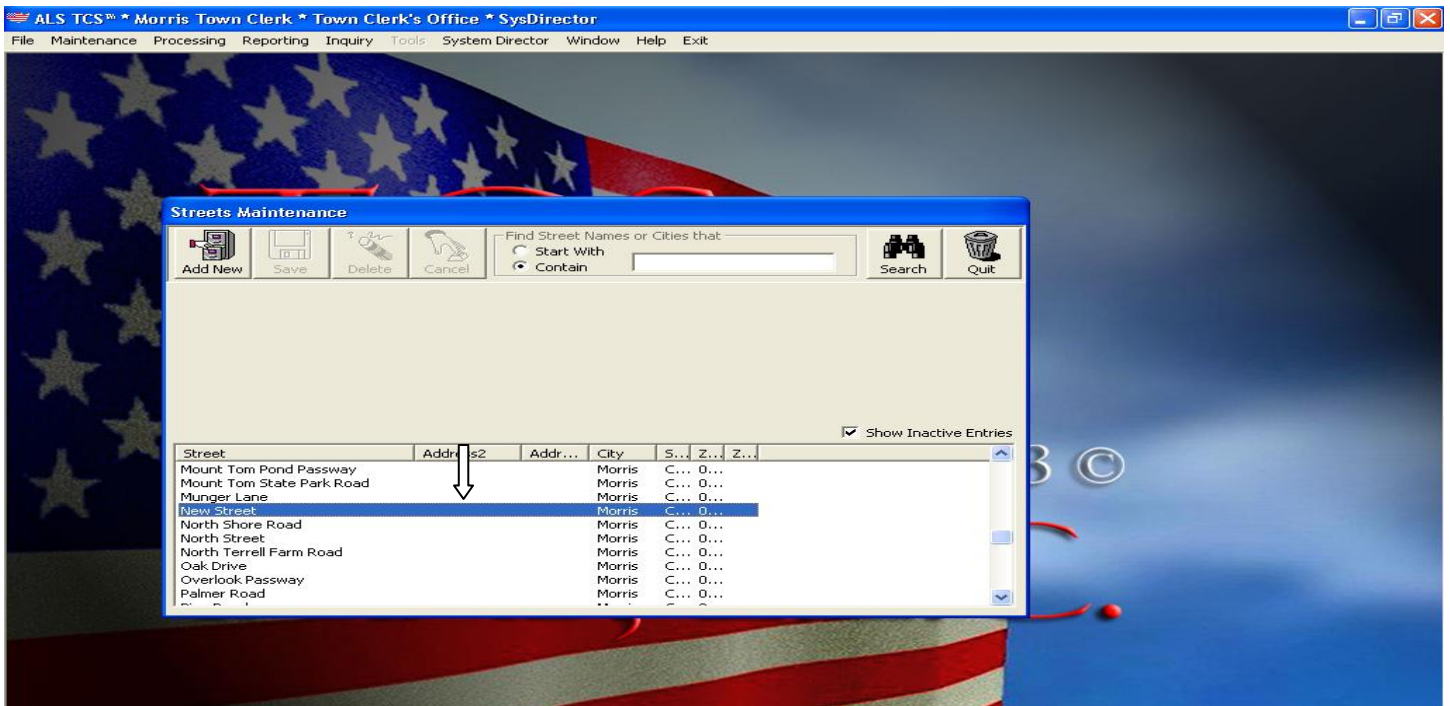 ALS TCS™ * Morris Town Clerk * Town Clerk's Office * SysDirector
File Maintenance Processing Reporting Inquiry Tools System Director Window Help Exit
Streets Maintenance
Add New Save Delete Cancel Find Street Names or Cities that Start With Contain Search Quit
Show Inactive Entries
Street Address2 Addr... City S... Z... Z...
Mount Tom Pond Passway Morris C... 0...
Mount Tom State Park Road Morris C... 0...
Munger Lane Morris C... 0...
New Street Morris C... 0...
North Shore Road Morris C... 0...
North Street Morris C... 0...
North Terrell Farm Road Morris C... 0...
Oak Drive Morris C... 0...
Overlook Passway Morris C... 0...
Palmer Road Morris C... 0...
3 ©